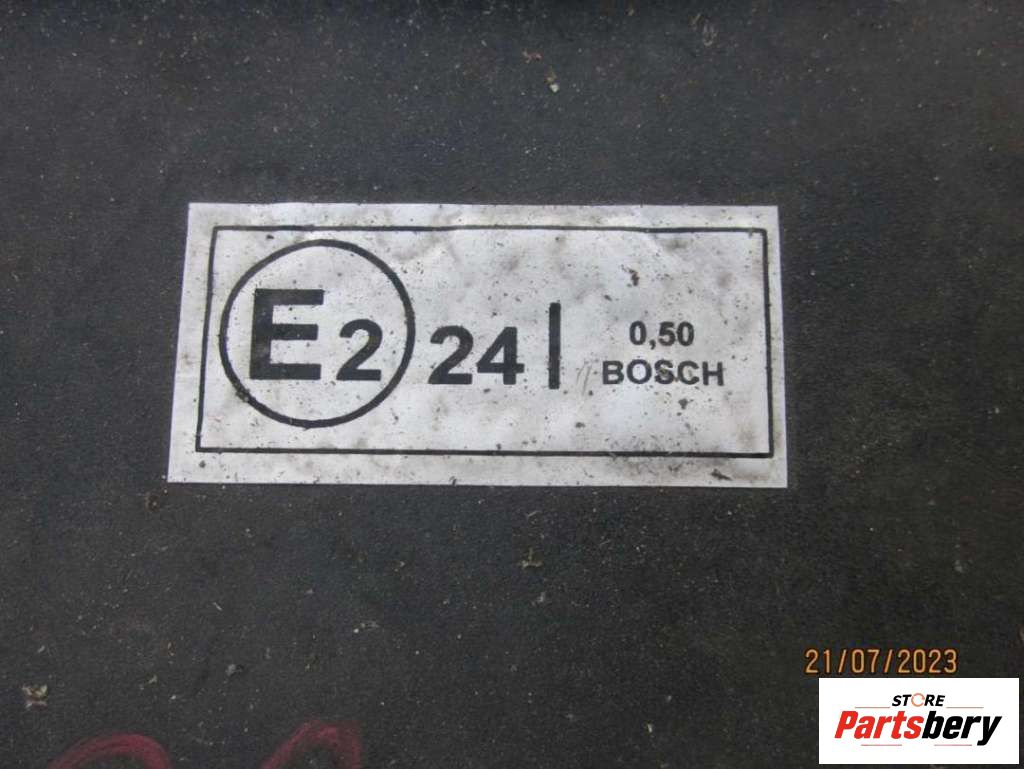 E2 24 | 0,50
BOSCH
21/07/2023
STORE
Partsbery